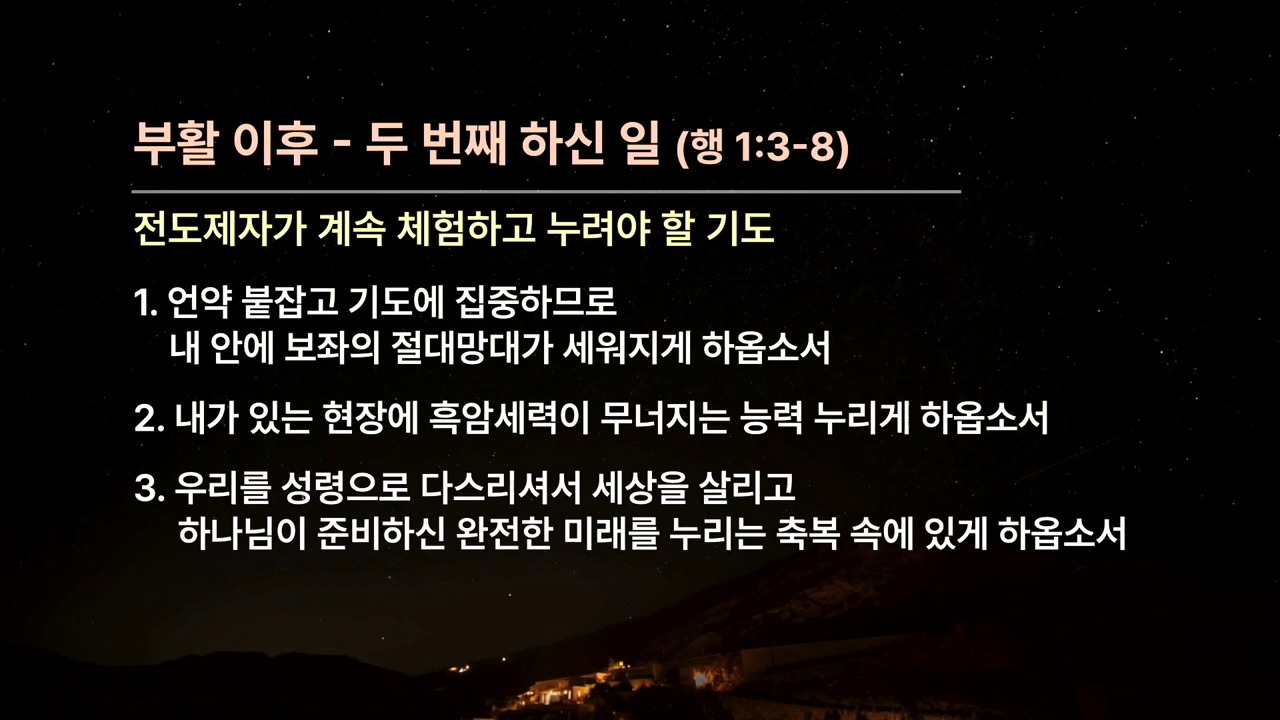 부활 이후 - 두 번째 하신 일 (행 1:3-8)
전도제자가 계속 체험하고 누려야 할 기도
1. 언약 붙잡고 기도에 집중하므로
내 안에 보좌의 절대망대가 세워지게 하옵소서
2. 내가 있는 현장에 흑암세력이 무너지는 능력 누리게 하옵소서
3. 우리를 성령으로 다스리셔서 세상을 살리고
하나님이 준비하신 완전한 미래를 누리는 축복 속에 있게 하옵소서